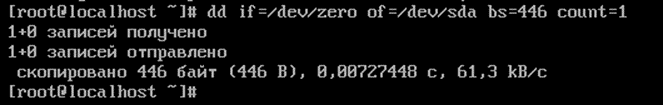 [root@localhost ~]# dd if=/dev/zero of=/dev/sda bs=446 count=1
1+0 записей получено
1+0 записей отправлено
скопировано 446 байт (446 B), 0,00727448 с, 61,3 kB/с
[root@localhost ~]#